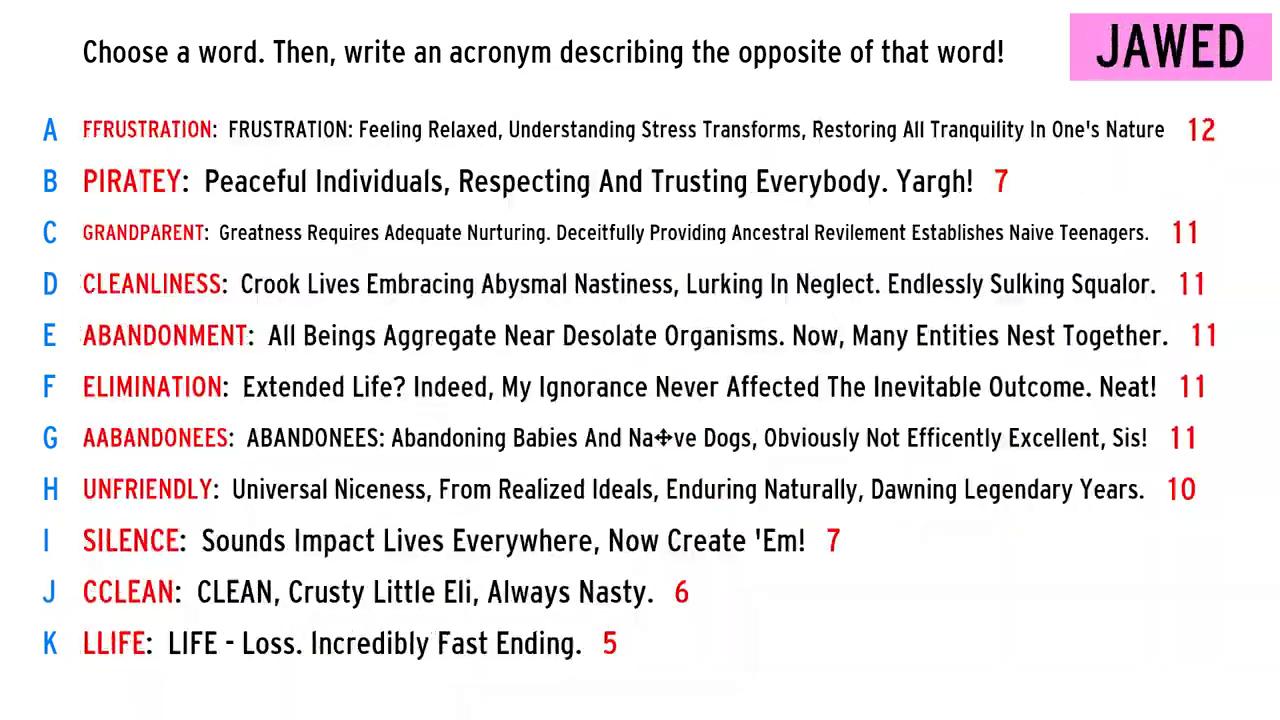 Choose a word. Then, write an acronym describing the opposite of that word!
JAWED
A FFRUSTRATION: FRUSTRATION: Feeling Relaxed, Understanding Stress Transforms, Restoring All Tranquility In One's Nature 12
B PIRATEY: Peaceful Individuals, Respecting And Trusting Everybody. Yargh! 7
C GRANDPARENT: Greatness Requires Adequate Nurturing. Deceitfully Providing Ancestral Revilement Establishes Naive Teenagers. 11
D CLEANLINESS: Crook Lives Embracing Abysmal Nastiness, Lurking In Neglect. Endlessly Sulking Squalor. 11
E ABANDONMENT: All Beings Aggregate Near Desolate Organisms. Now, Many Entities Nest Together. 11
F ELIMINATION: Extended Life? Indeed, My Ignorance Never Affected The Inevitable Outcome. Neat! 11
G AABANDONEES: ABANDONEES: Abandoning Babies And Na✥ve Dogs, Obviously Not Efficently Excellent, Sis! 11
H UNFRIENDLY: Universal Niceness, From Realized Ideals, Enduring Naturally, Dawning Legendary Years. 10
I SILENCE: Sounds Impact Lives Everywhere, Now Create 'Em! 7
J CCLEAN: CLEAN, Crusty Little Eli, Always Nasty. 6
K LLIFE: LIFE - Loss. Incredibly Fast Ending. 5